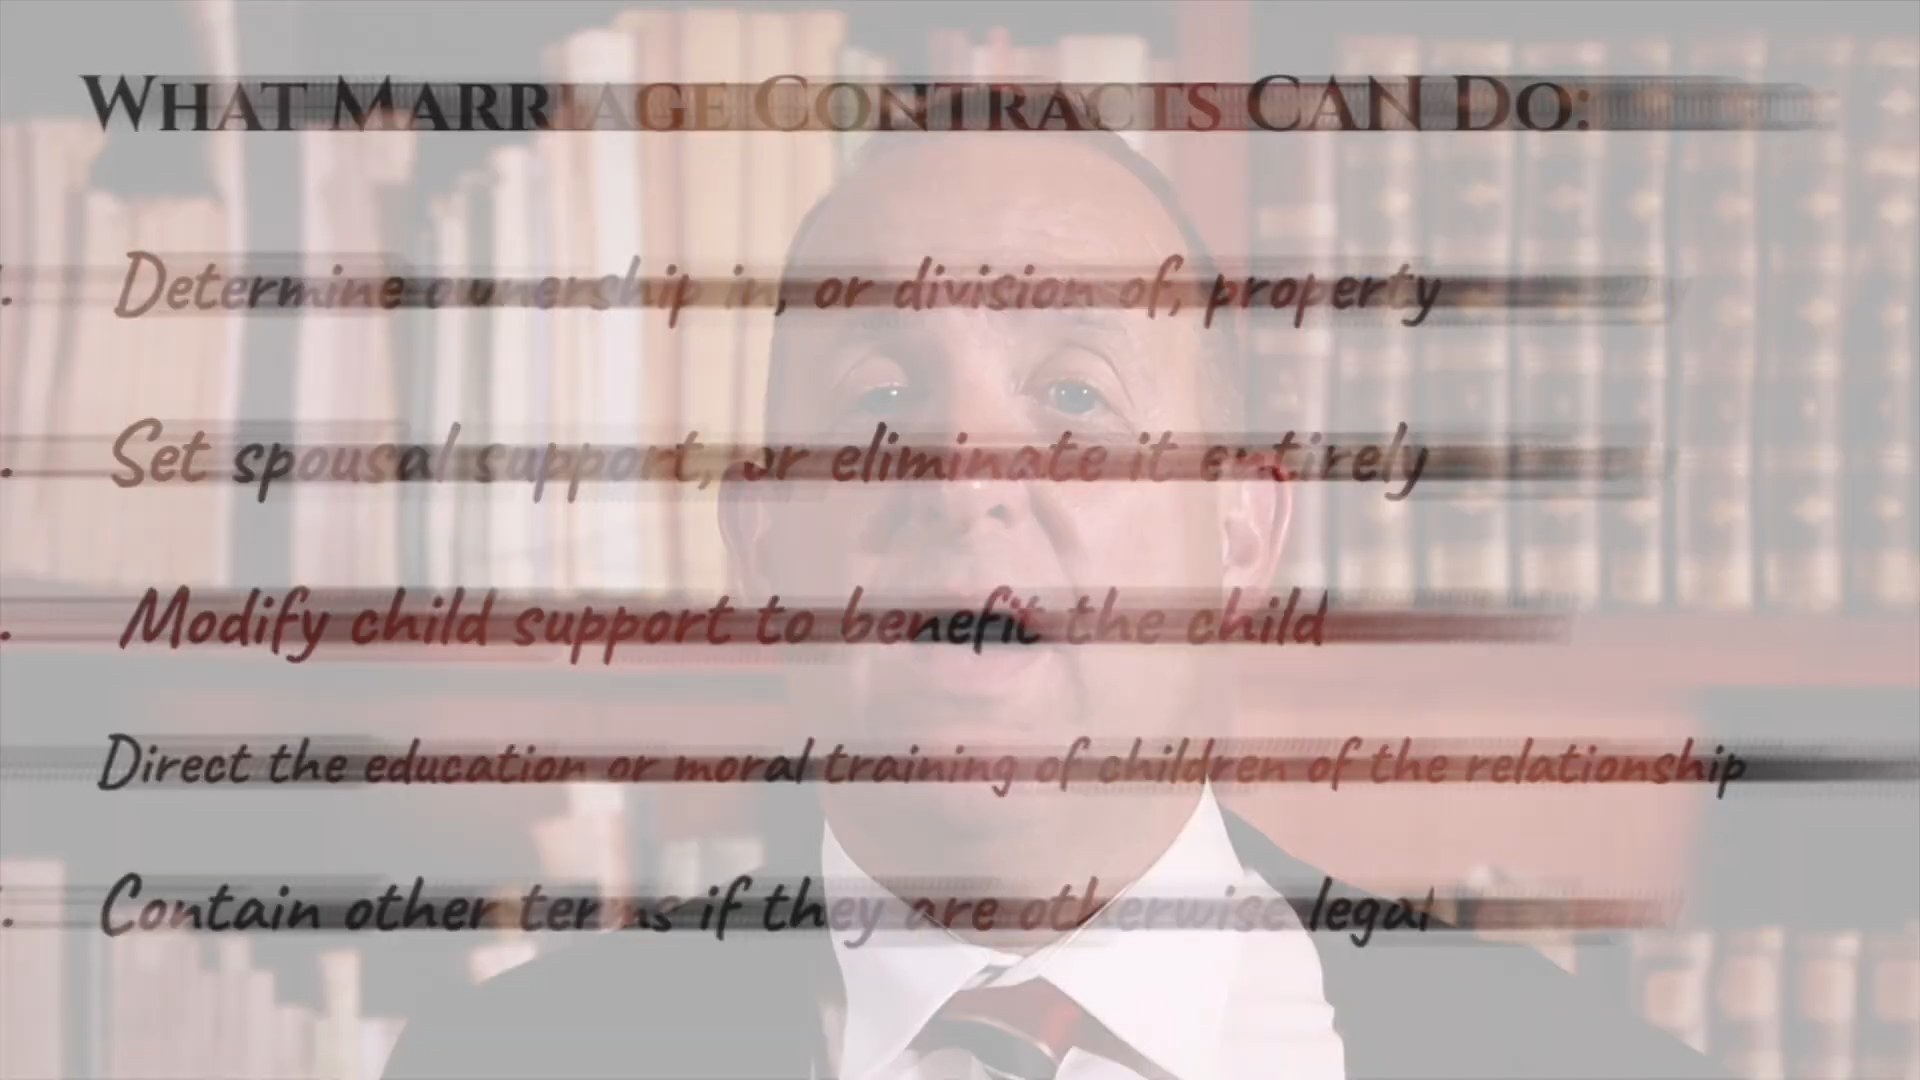 WHAT MARRIAGE CONTRACTS CAN DO:
Determine ownership in, or division of, property
Set spousal support, or eliminate it entirely
Modify child support to benefit the child
Direct the education or moral training of children of the relationship
Contain other terms if they are otherwise legal